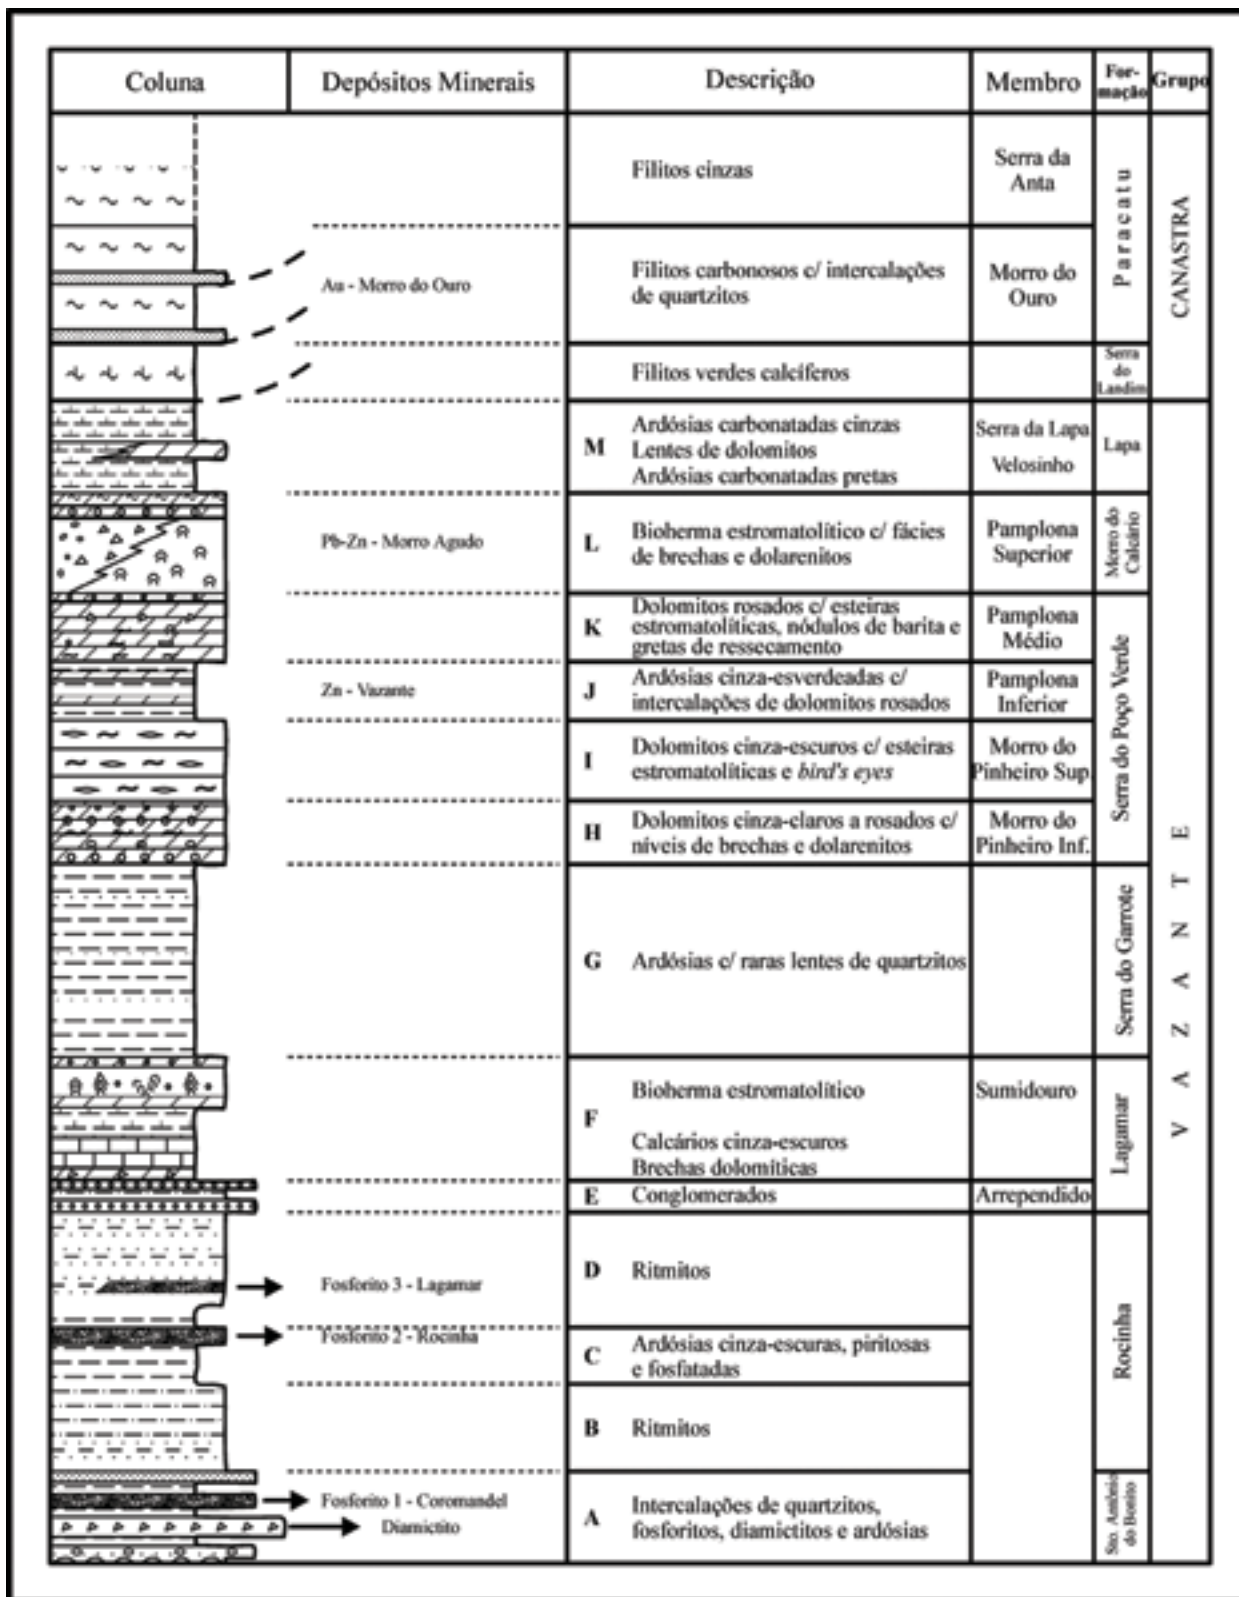 Coluna
Depósitos Minerais
Descrição
Membro
For-
mação
Grupo
Filitos cinzas
Serra da
Anta
Paracatu
CANASTRA
Au - Morro do Ouro
Filitos carbonosos c/ intercalações
de quartzitos
Morro do
Ouro
Filitos verdes calcíferos
Serra
do
Landim
M
Ardósias carbonatadas cinzas
Lentes de dolomitos
Ardósias carbonatadas pretas
Serra da Lapa
Velosinho
Lapa
VAZANTE
Pb-Zn - Morro Agudo
L
Bioherma estromatolítico c/ fácies
de brechas e dolarenitos
Pamplona
Superior
Morro do
Calcário
K
Dolomitos rosados c/ esteiras
estromatolíticas, nódulos de barita e
gretas de ressecamento
Pamplona
Médio
Serra do Poço Verde
Zn - Vazante
J
Ardósias cinza-esverdeadas c/
intercalações de dolomitos rosados
Pamplona
Inferior
I
Dolomitos cinza-escuros c/ esteiras
estromatolíticas e bird's eyes
Morro do
Pinheiro Sup.
H
Dolomitos cinza-claros a rosados c/
níveis de brechas e dolarenitos
Morro do
Pinheiro Inf.
G
Ardósias c/ raras lentes de quartzitos
Serra do Garrote
F
Bioherma estromatolítico
Calcários cinza-escuros
Brechas dolomíticas
Sumidouro
Lagamar
E
Conglomerados
Arrependido
Fosforito 3 - Lagamar
D
Ritmitos
Rocinha
Fosforito 2 - Rocinha
C
Ardósias cinza-escuras, piritosas
e fosfatadas
B
Ritmitos
Fosforito 1 - Coromandel
Diamictito
A
Intercalações de quartzitos,
fosforitos, diamictitos e ardósias
Sto. Antônio
do Bonito